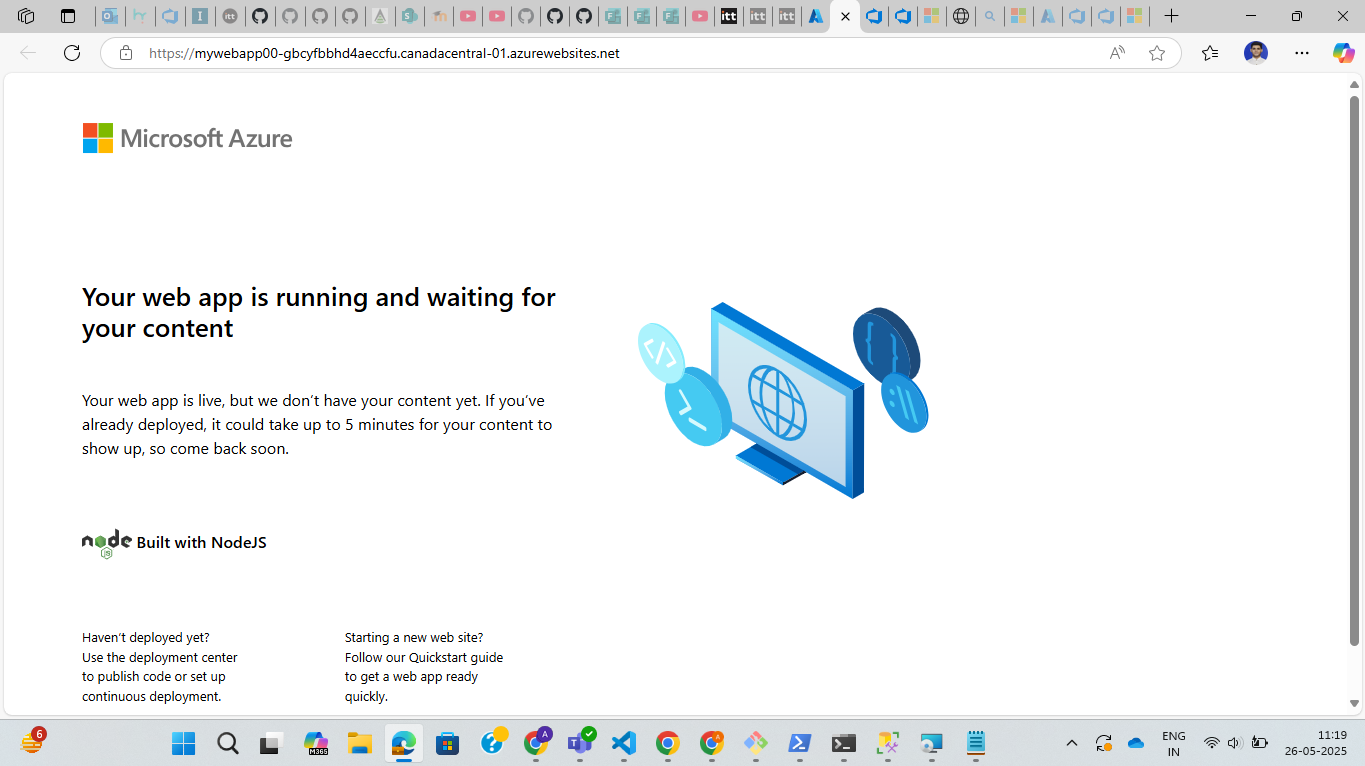 https://mywebapp00-gbcyfbbhd4aeccfu.canadacentral-01.azurewebsites.net
Microsoft Azure
Your web app is running and waiting for
your content
Your web app is live, but we don’t have your content yet. If you’ve
already deployed, it could take up to 5 minutes for your content to
show up, so come back soon.
node
JS
Built with NodeJS
Haven’t deployed yet?
Use the deployment center
to publish code or set up
continuous deployment.
Starting a new web site?
Follow our Quickstart guide
to get a web app ready
quickly.
6
M365
ENG
IN
11:19
26-05-2025